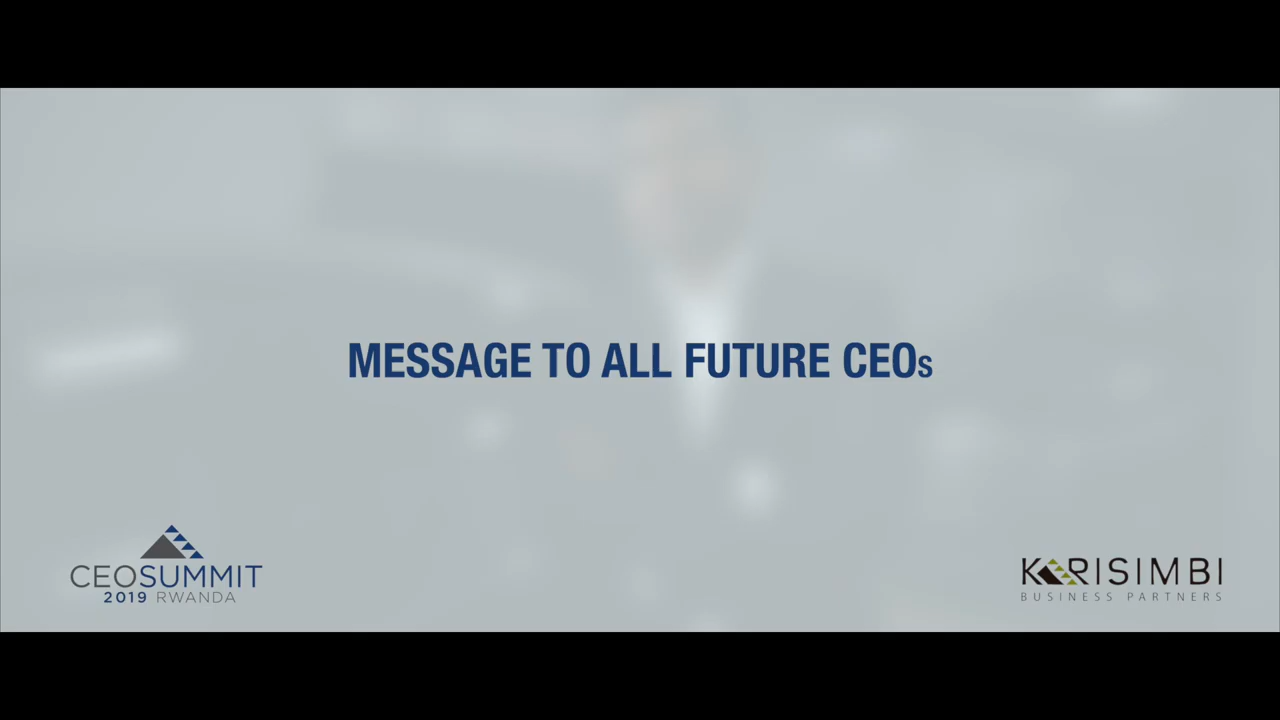 MESSAGE TO ALL FUTURE CEOs
CEOSUMMIT
2019 RWANDA
KARISIMBI
BUSINESS PARTNERS